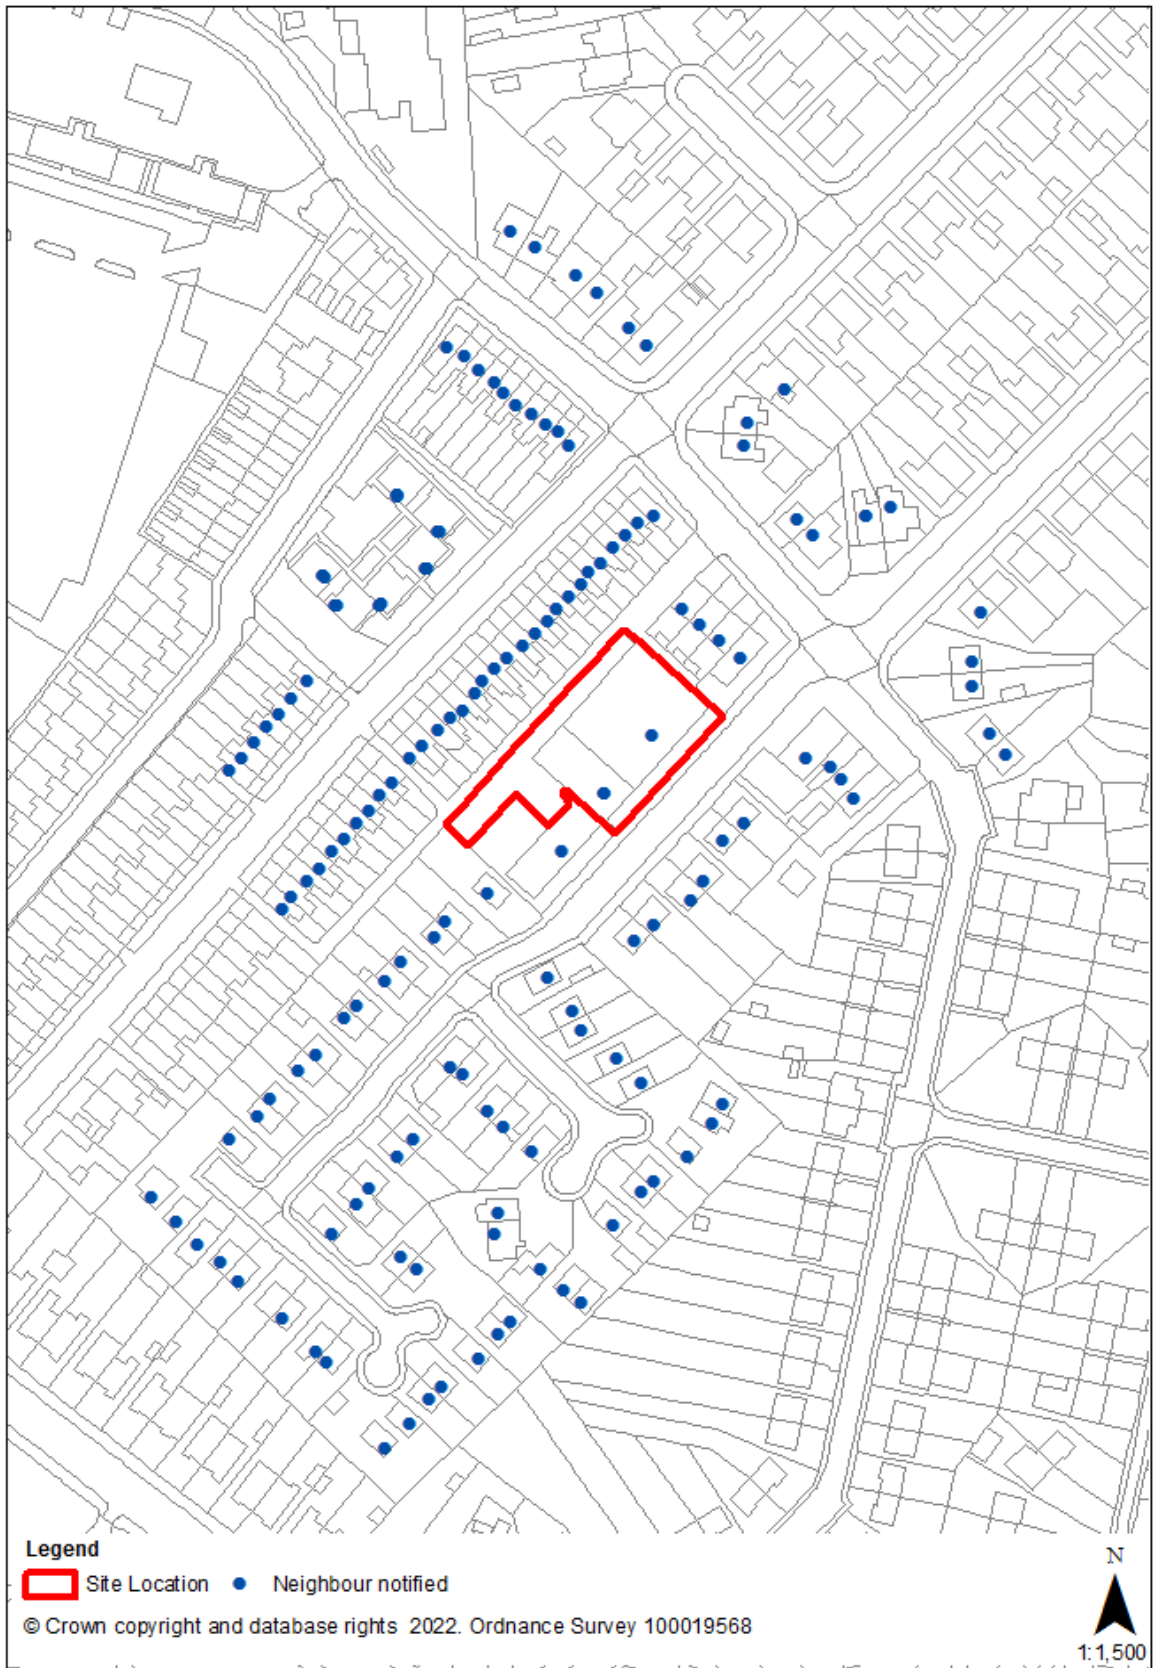 Legend
Site Location Neighbour notified
© Crown copyright and database rights 2022. Ordnance Survey 100019568
N
1:1,500